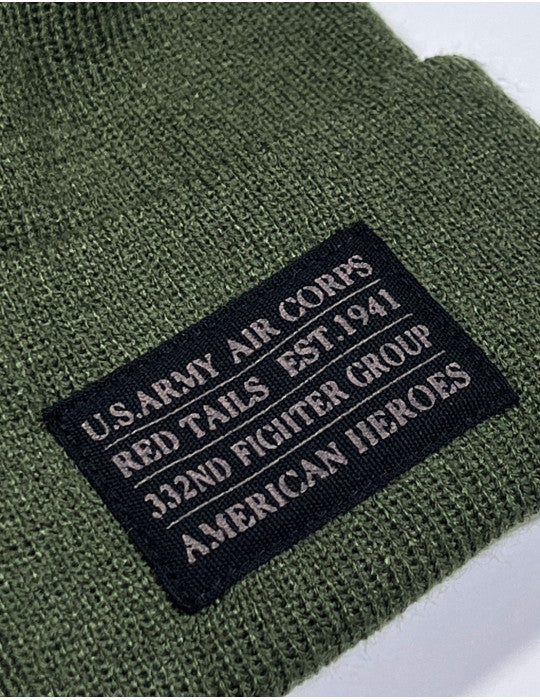 U.S.ARMY AIR CORPS
RED TAILS EST.1941
332ND FIGHTER GROUP
AMERICAN HEROES